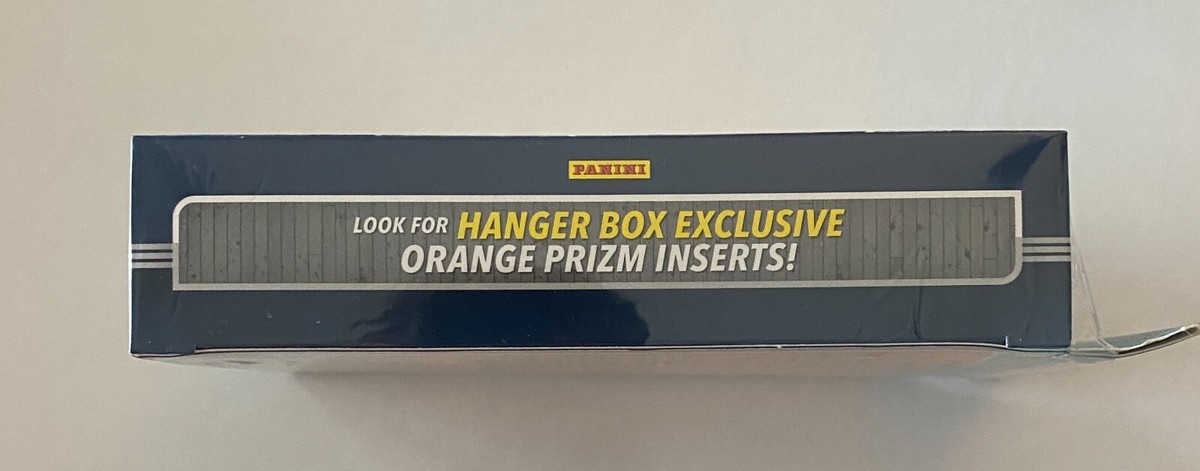 PANINI
LOOK FOR HANGER BOX EXCLUSIVE
ORANGE PRIZM INSERTS!